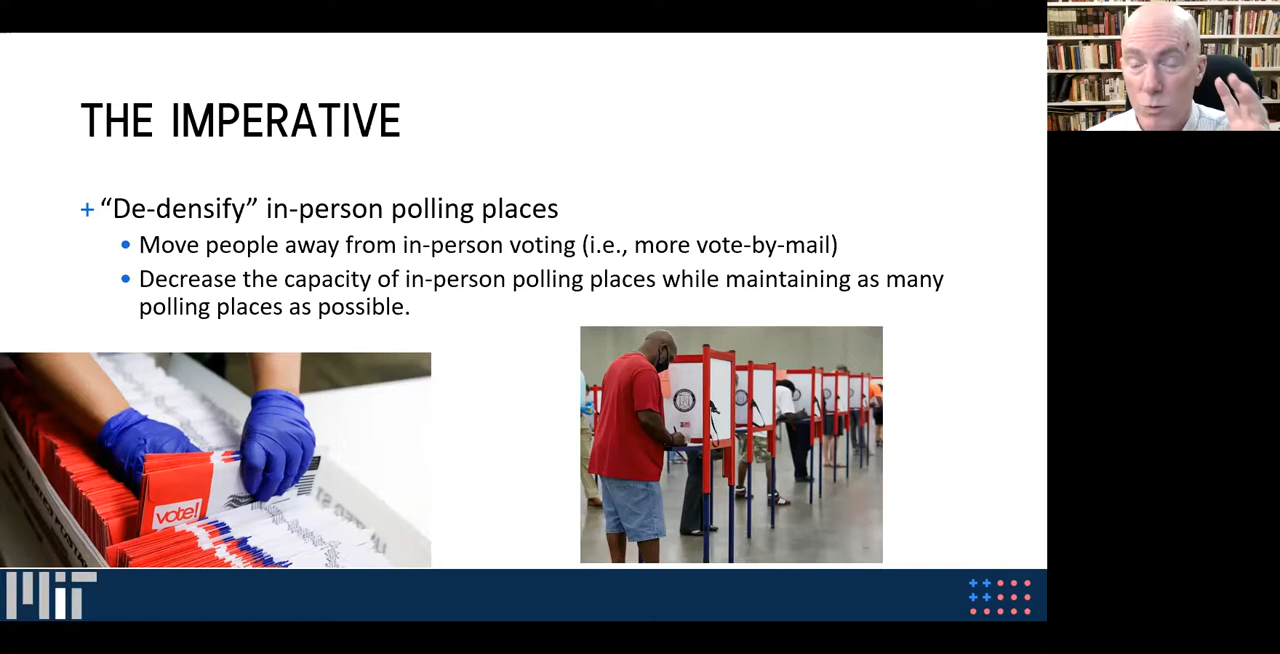 THE IMPERATIVE
+ “De-densify” in-person polling places
• Move people away from in-person voting (i.e., more vote-by-mail)
• Decrease the capacity of in-person polling places while maintaining as many
polling places as possible.
vote!
MIT